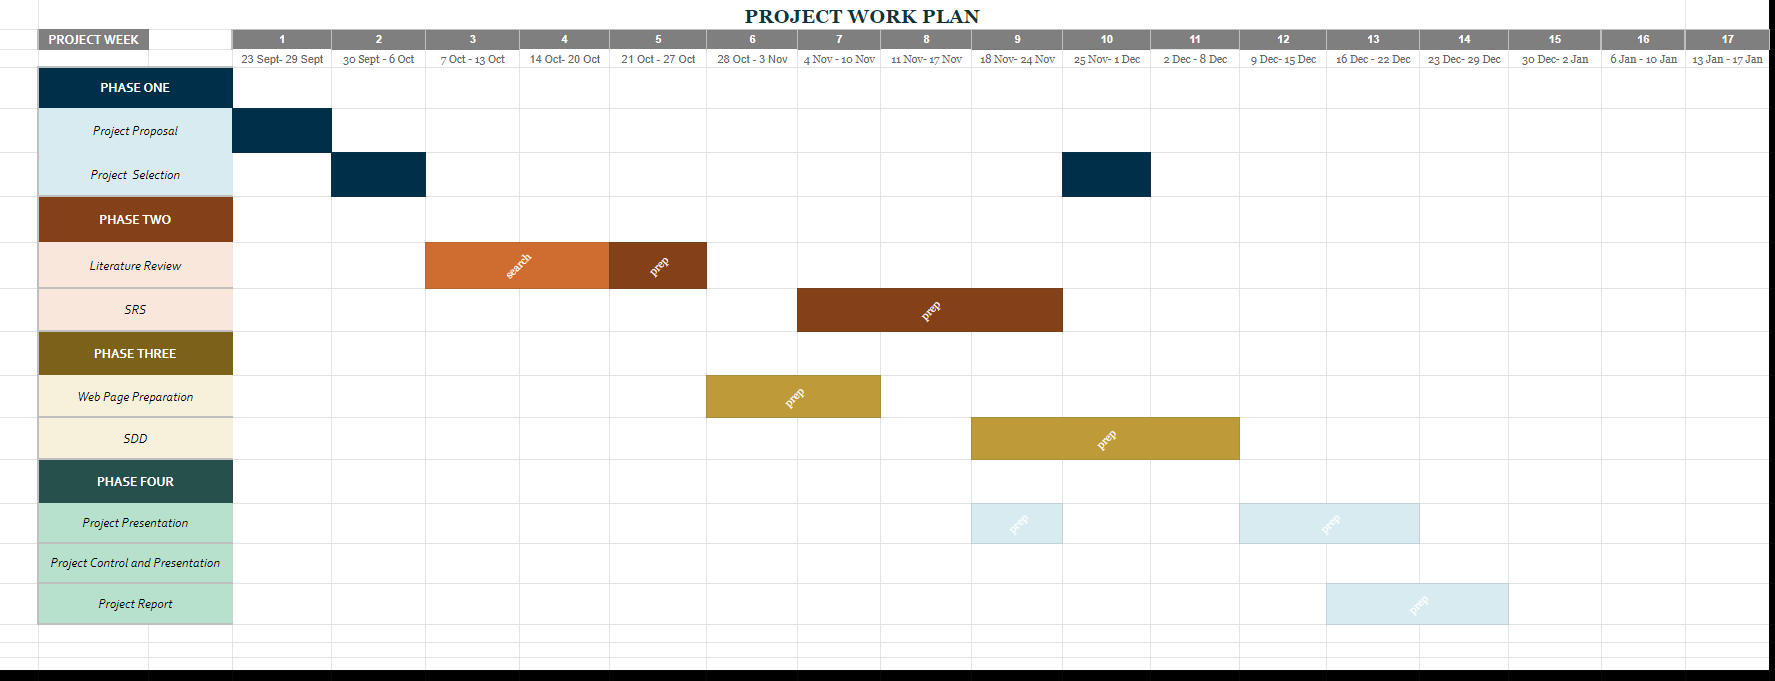 PROJECT WORK PLAN
PROJECT WEEK 1 2 3 4 5 6 7 8 9 10 11 12 13 14 15 16 17
23 Sept- 29 Sept 30 Sept - 6 Oct 7 Oct - 13 Oct 14 Oct- 20 Oct 21 Oct - 27 Oct 28 Oct - 3 Nov 4 Nov - 10 Nov 11 Nov- 17 Nov 18 Nov- 24 Nov 25 Nov- 1 Dec 2 Dec - 8 Dec 9 Dec- 15 Dec 16 Dec - 22 Dec 23 Dec- 29 Dec 30 Dec- 2 Jan 6 Jan - 10 Jan 13 Jan - 17 Jan
PHASE ONE
Project Proposal
Project Selection
PHASE TWO
Literature Review search prep
SRS prep
PHASE THREE
Web Page Preparation prep
SDD prep
PHASE FOUR
Project Presentation prep prep
Project Control and Presentation
Project Report prep